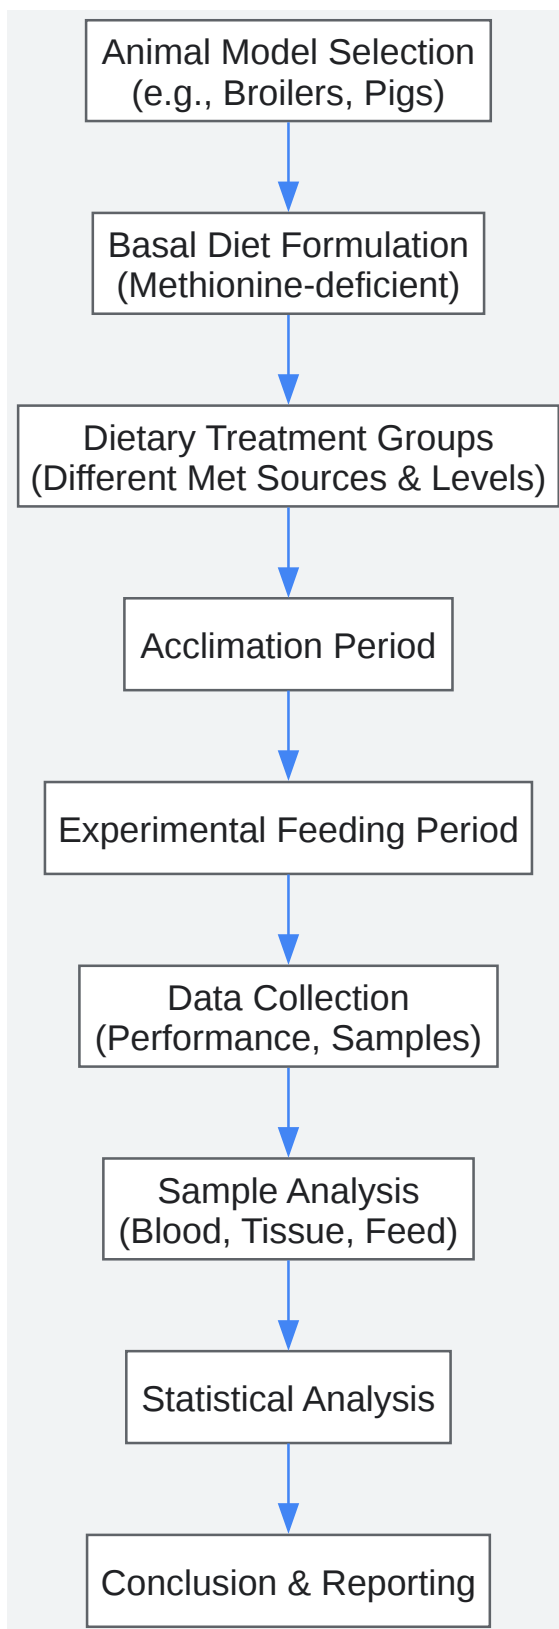 Animal Model Selection
(e.g., Broilers, Pigs)
Basal Diet Formulation
(Methionine-deficient)
Dietary Treatment Groups
(Different Met Sources & Levels)
Acclimation Period
Experimental Feeding Period
Data Collection
(Performance, Samples)
Sample Analysis
(Blood, Tissue, Feed)
Statistical Analysis
Conclusion & Reporting